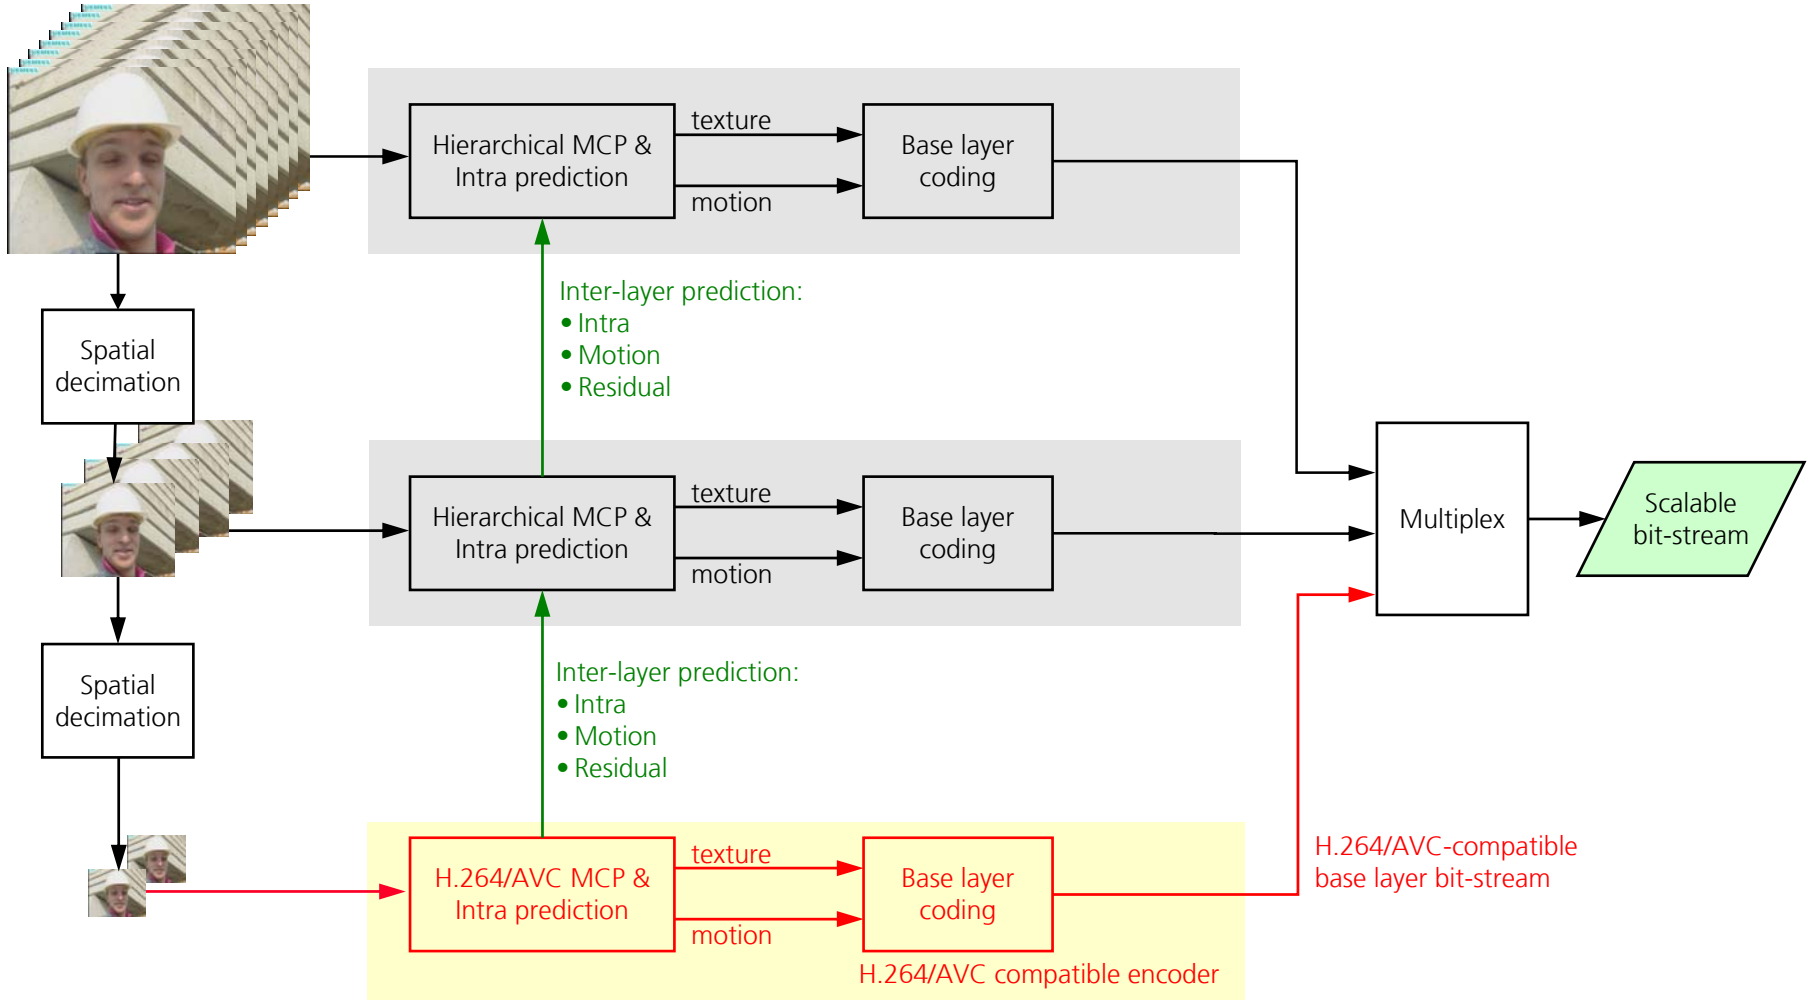 Hierarchical MCP &
Intra prediction
texture
motion
Base layer
coding
Inter-layer prediction:
• Intra
• Motion
• Residual
Spatial
decimation
Hierarchical MCP &
Intra prediction
texture
motion
Base layer
coding
Multiplex
Scalable
bit-stream
Inter-layer prediction:
• Intra
• Motion
• Residual
Spatial
decimation
H.264/AVC MCP &
Intra prediction
texture
motion
Base layer
coding
H.264/AVC-compatible
base layer bit-stream
H.264/AVC compatible encoder